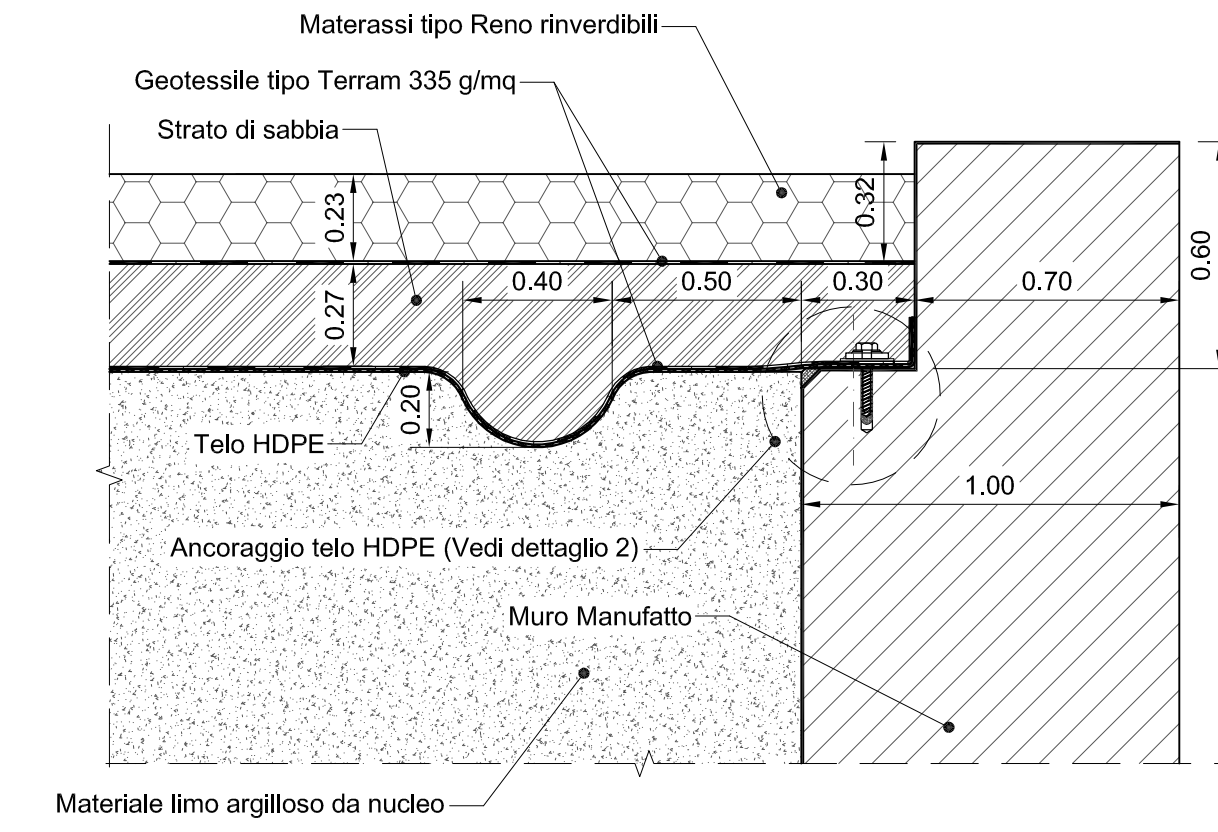 Materassi tipo Reno rinverdibili
Geotessile tipo Terram 335 g/mq
Strato di sabbia
0.23
0.32
0.60
0.27
0.40
0.50
0.30
0.70
0.20
Telo HDPE
1.00
Ancoraggio telo HDPE (Vedi dettaglio 2)
Muro Manufatto
Materiale limo argilloso da nucleo